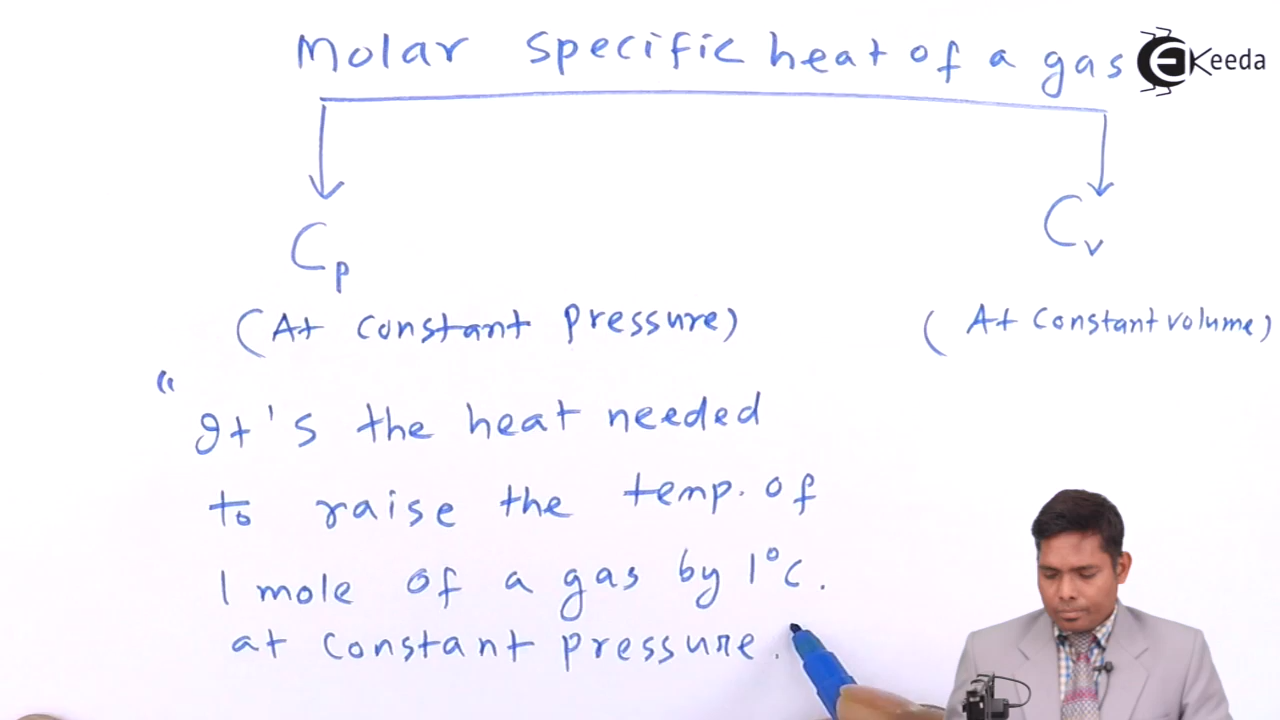 Molar specific heat of a gas
EKeeda
Cp
Cv
(At constant pressure)
(At constant volume)
"It's the heat needed
to raise the temp. of
1 mole of a gas by 1°C.
at constant pressure.